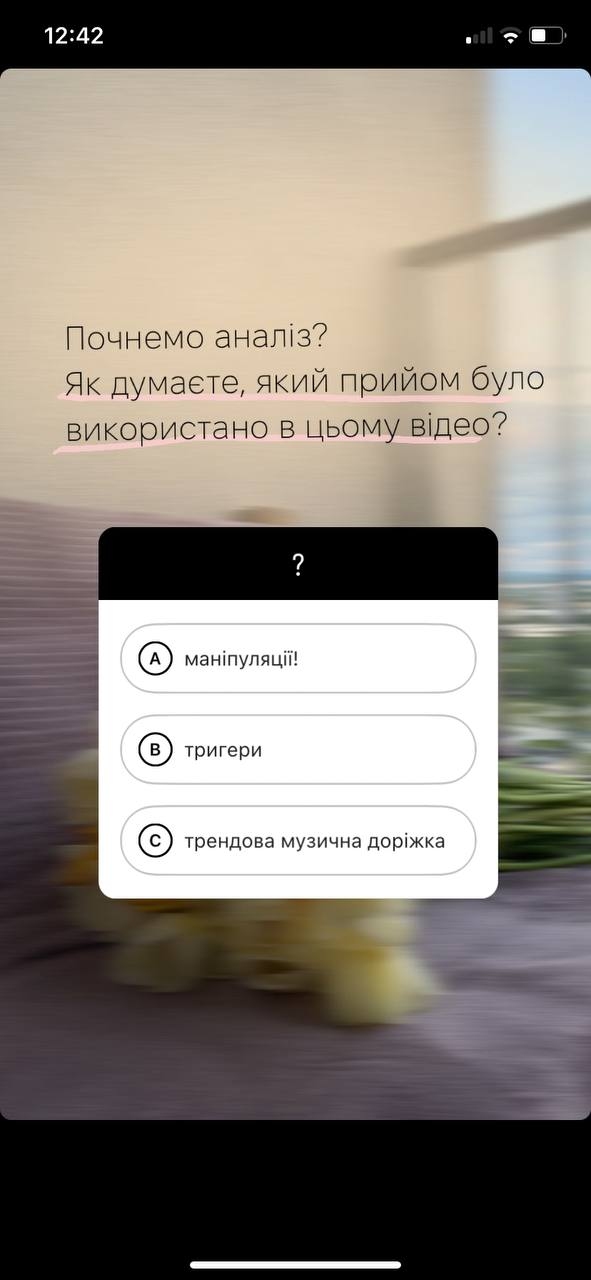 12:42
Почнемо аналіз?
Як думаєте, який прийом було
використано в цьому відео?
?
A маніпуляції!
B тригери
C трендова музична доріжка